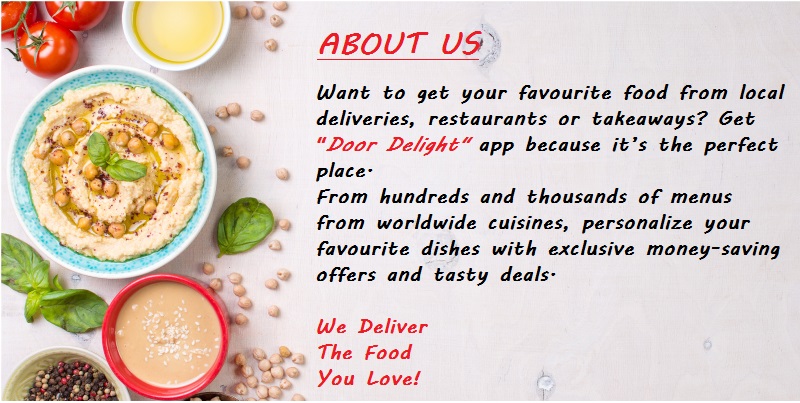 ABOUT US
Want to get your favourite food from local
deliveries, restaurants or takeaways? Get
"Door Delight" app because it's the perfect
place.
From hundreds and thousands of menus
from worldwide cuisines, personalize your
favourite dishes with exclusive money-saving
offers and tasty deals.
We Deliver
The Food
You Love!